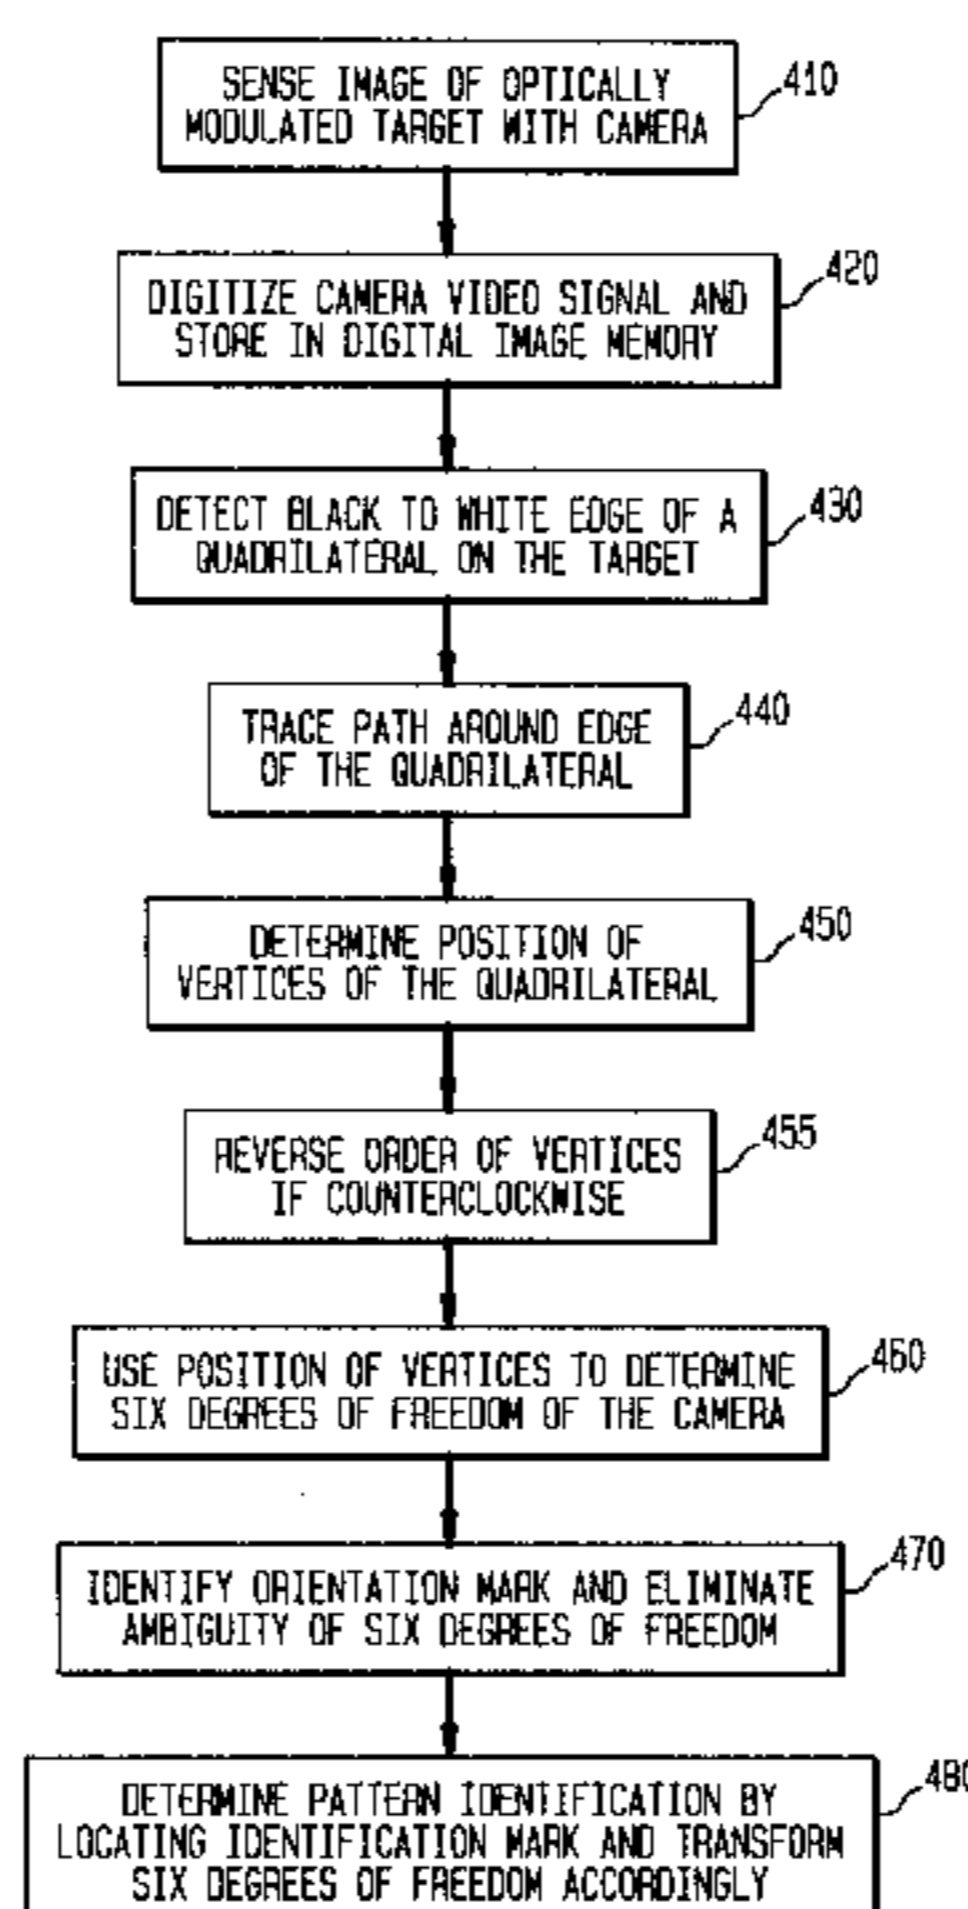 SENSE IMAGE OF OPTICALLY
MODULATED TARGET WITH CAMERA
410
DIGITIZE CAMERA VIDEO SIGNAL AND
STORE IN DIGITAL IMAGE MEMORY
420
DETECT BLACK TO WHITE EDGE OF A
QUADRILATERAL ON THE TARGET
430
TRACE PATH AROUND EDGE
OF THE QUADRILATERAL
440
DETERMINE POSITION OF
VERTICES OF THE QUADRILATERAL
450
REVERSE ORDER OF VERTICES
IF COUNTERCLOCKWISE
455
USE POSITION OF VERTICES TO DETERMINE
SIX DEGREES OF FREEDOM OF THE CAMERA
460
IDENTIFY ORIENTATION MARK AND ELIMINATE
AMBIGUITY OF SIX DEGREES OF FREEDOM
470
DETERMINE PATTERN IDENTIFICATION BY
LOCATING IDENTIFICATION MARK AND TRANSFORM
SIX DEGREES OF FREEDOM ACCORDINGLY
480